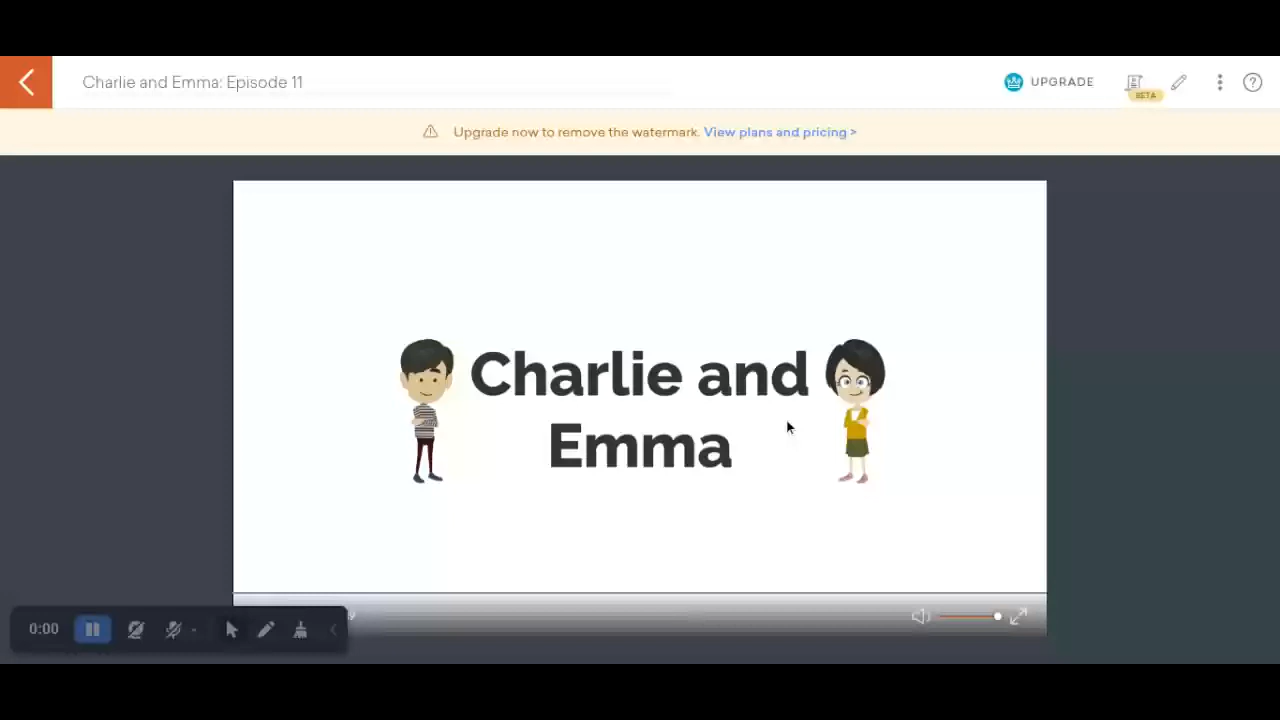 Charlie and Emma: Episode 11
UPGRADE
BETA
Upgrade now to remove the watermark. View plans and pricing >
Charlie and
Emma
0:00